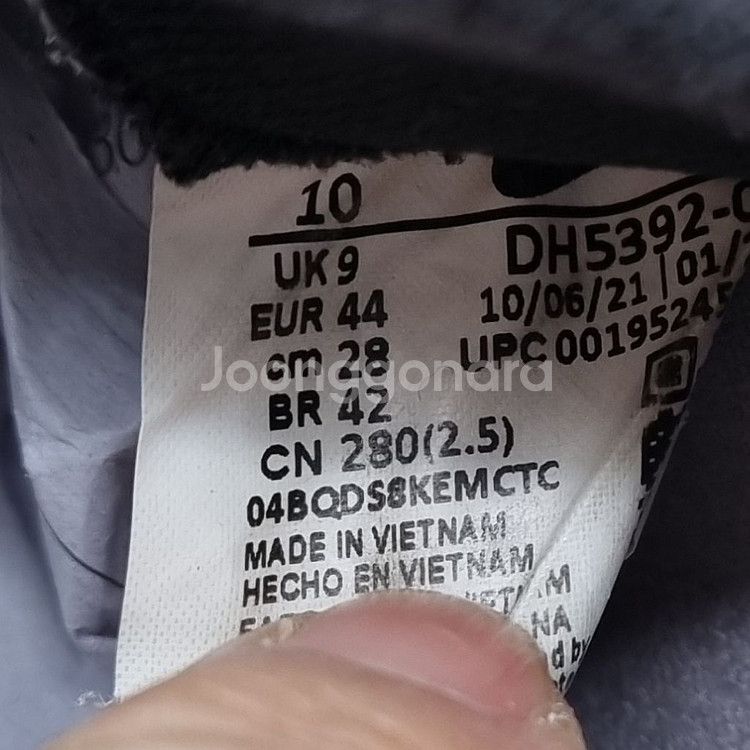 10
DH5392-
UK 9
10/06/21 | 01/
EUR 44
UPC 00195245
cm 28
BR 42
CN 280(2.5)
04BQDS8KEMCTC
MADE IN VIETNAM
HECHO EN VIETNAM
Joonggonara